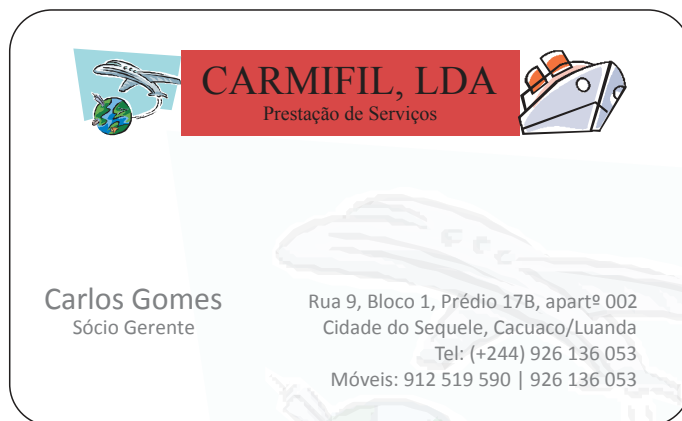 CARMIFIL, LDA
Prestação de Serviços
Carlos Gomes
Sócio Gerente
Rua 9, Bloco 1, Prédio 17B, apartº 002
Cidade do Sequele, Cacuaco/Luanda
Tel: (+244) 926 136 053
Móveis: 912 519 590 | 926 136 053